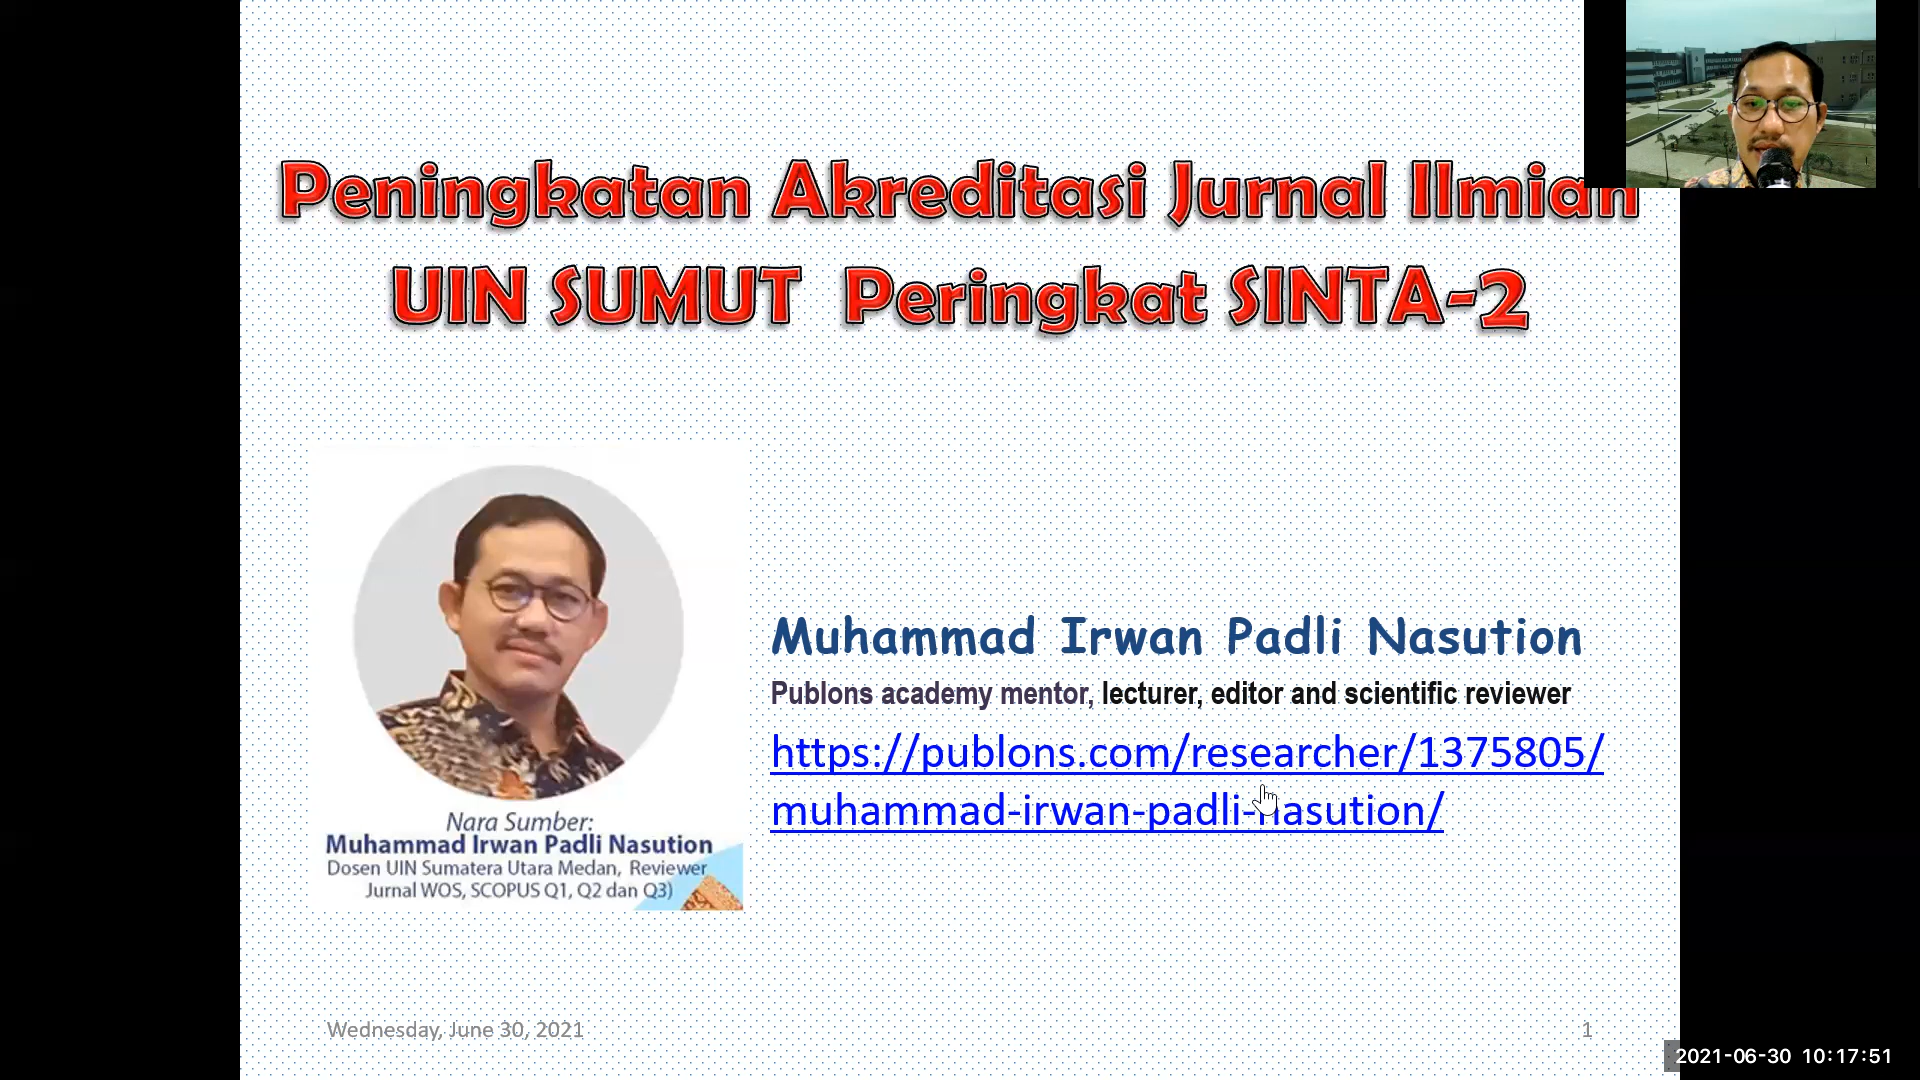 Peningkatan Akreditasi Jurnal Ilmiah
UIN SUMUT Peringkat SINTA-2
Nara Sumber:
Muhammad Irwan Padli Nasution
Dosen UIN Sumatera Utara Medan, Reviewer
Jurnal WOS, SCOPUS Q1, Q2 dan Q3)
Muhammad Irwan Padli Nasution
Publons academy mentor, lecturer, editor and scientific reviewer
https://publons.com/researcher/1375805/
muhammad-irwan-padli-nasution/
Wednesday, June 30, 2021
1
2021-06-30 10:17:51